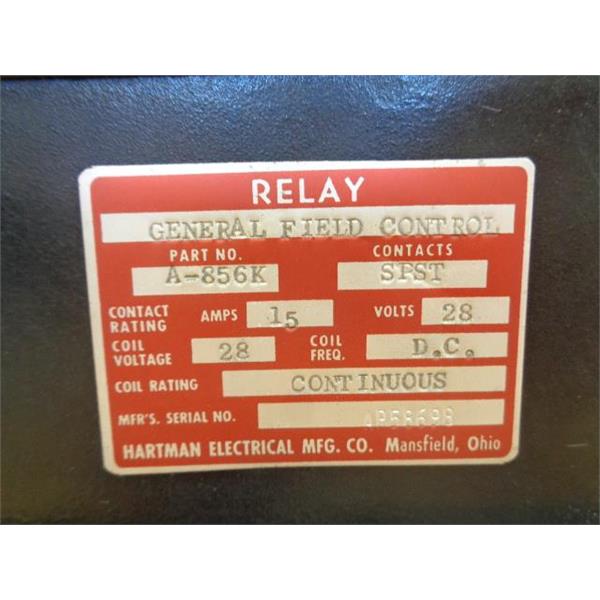 RELAY
GENERAL FIELD CONTROL
PART NO. CONTACTS
A-856K SPST
CONTACT RATING AMPS 15 VOLTS 28
COIL VOLTAGE 28 COIL FREQ. D.C.
COIL RATING CONTINUOUS
MFR'S. SERIAL NO. AP58698
HARTMAN ELECTRICAL MFG. CO. Mansfield, Ohio